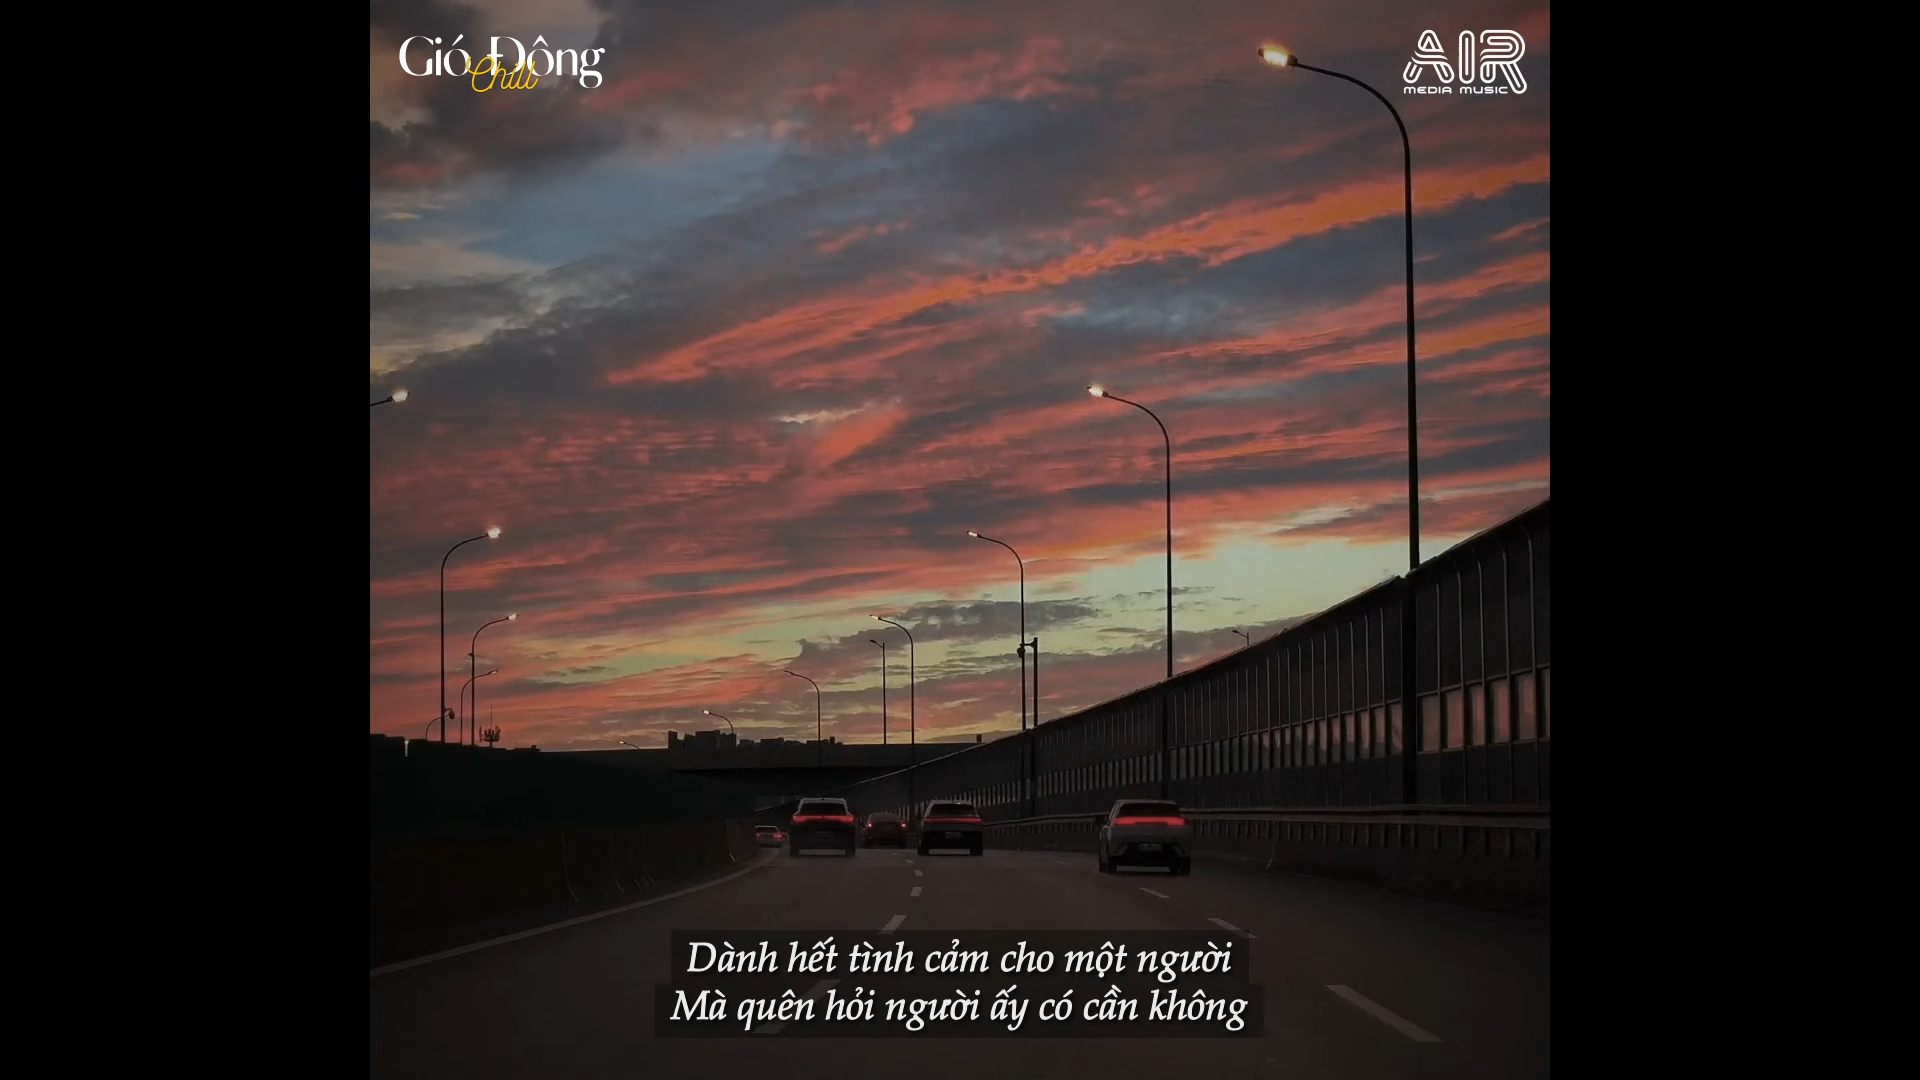 Gió Đông
Chill
AIR
MEDIA MUSIC
Dành hết tình cảm cho một người
Mà quên hỏi người ấy có cần không